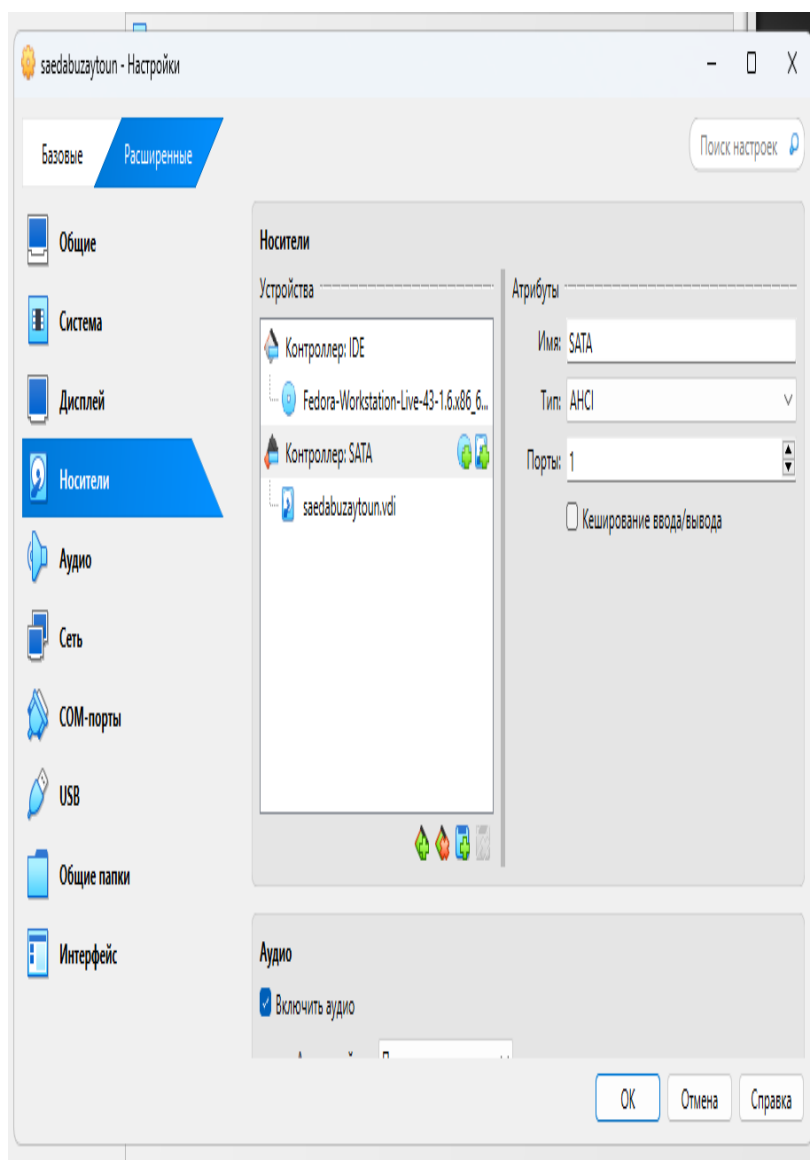 saedabuzaytoun - Настройки
Базовые
Расширенные
Поиск настроек
Общие
Система
Дисплей
Носители
Аудио
Сеть
COM-порты
USB
Общие папки
Интерфейс
Носители
Устройства
Контроллер: IDE
Fedora-Workstation-Live-43-1.6.x86_6...
Контроллер: SATA
saedabuzaytoun.vdi
Атрибуты
Имя: SATA
Тип: AHCI
Порты: 1
Кеширование ввода/вывода
Аудио
Включить аудио
OK
Отмена
Справка